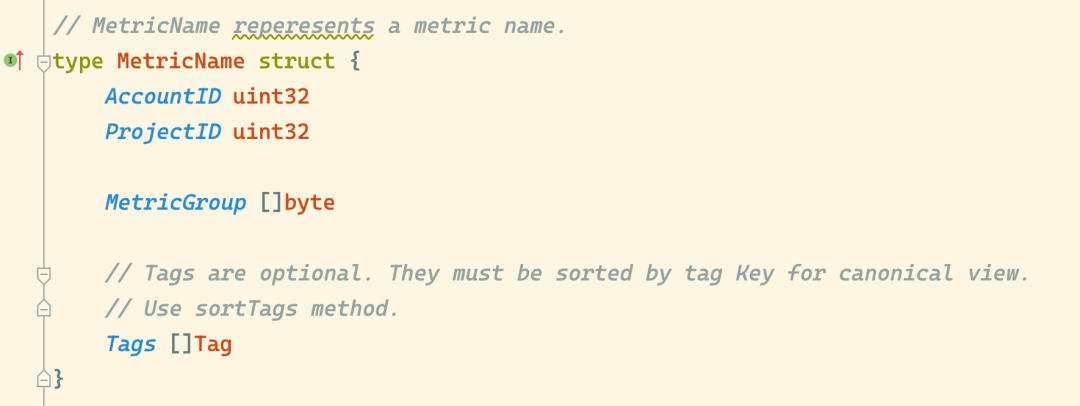 // MetricName reperesents a metric name.
type MetricName struct {
AccountID uint32
ProjectID uint32
MetricGroup []byte
// Tags are optional. They must be sorted by tag Key for canonical view.
// Use sortTags method.
Tags []Tag
}